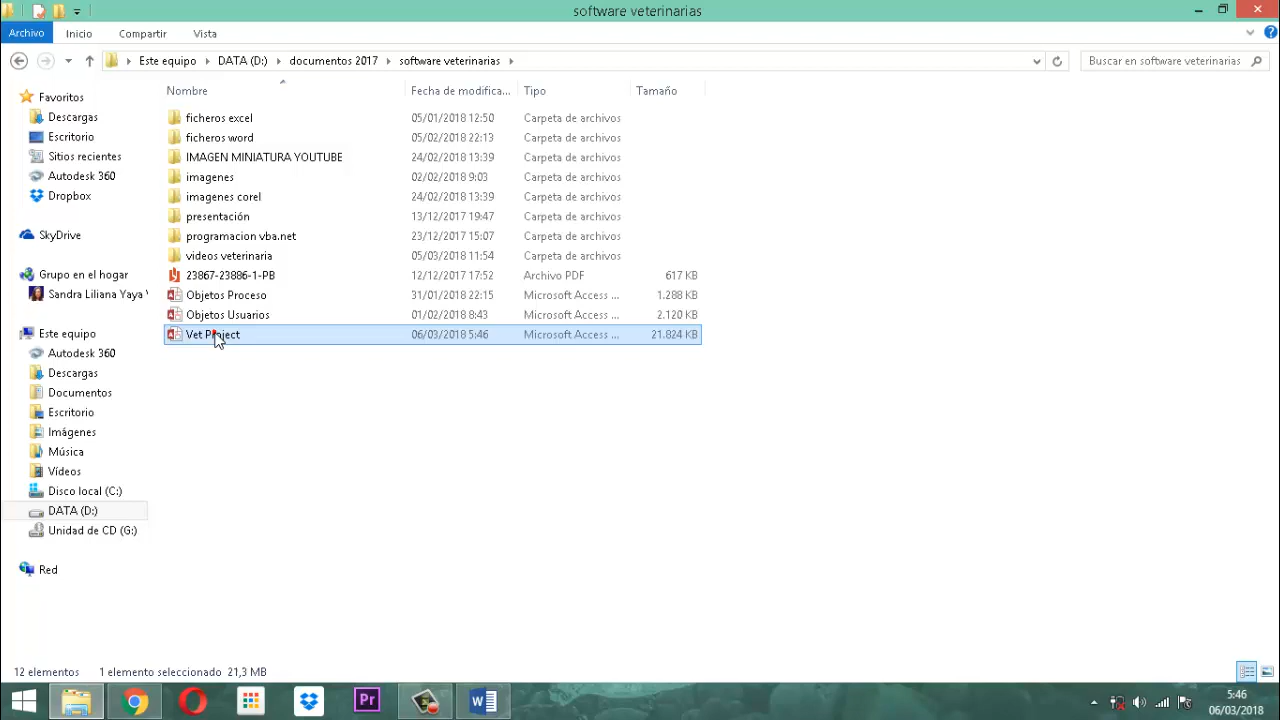 software veterinarias
Archivo Inicio Compartir Vista
Este equipo DATA (D:) documentos 2017 software veterinarias
Buscar en software veterinarias
Nombre Fecha de modifica... Tipo Tamaño
Favoritos
Descargas
Escritorio
Sitios recientes
Autodesk 360
Dropbox
SkyDrive
Grupo en el hogar
Sandra Liliana Yaya
Este equipo
Autodesk 360
Descargas
Documentos
Escritorio
Imágenes
Música
Vídeos
Disco local (C:)
DATA (D:)
Unidad de CD (G:)
Red
ficheros excel 05/01/2018 12:50 Carpeta de archivos
ficheros word 05/02/2018 22:13 Carpeta de archivos
IMAGEN MINIATURA YOUTUBE 24/02/2018 13:39 Carpeta de archivos
imagenes 02/02/2018 9:03 Carpeta de archivos
imagenes corel 24/02/2018 13:39 Carpeta de archivos
presentación 13/12/2017 19:47 Carpeta de archivos
programacion vba.net 23/12/2017 15:07 Carpeta de archivos
videos veterinaria 05/03/2018 11:54 Carpeta de archivos
23867-23886-1-PB 12/12/2017 17:52 Archivo PDF 617 KB
Objetos Proceso 31/01/2018 22:15 Microsoft Access ... 1.288 KB
Objetos Usuarios 01/02/2018 8:43 Microsoft Access ... 2.120 KB
Vet Project 06/03/2018 5:46 Microsoft Access ... 21.824 KB
12 elementos 1 elemento seleccionado 21,3 MB
Pr
5:46
06/03/2018